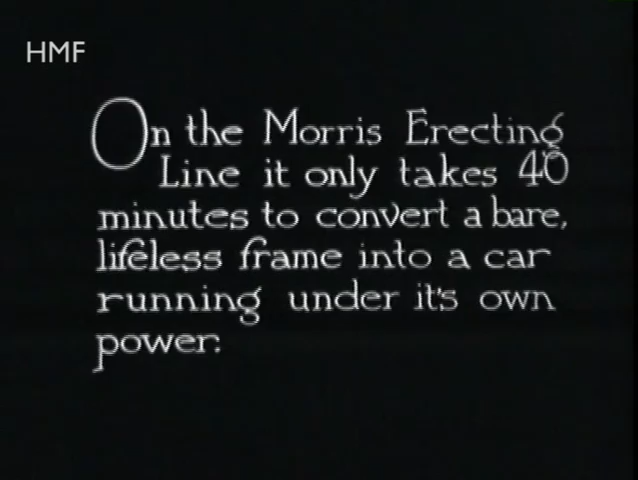 HMF
On the Morris Erecting
Line it only takes 40
minutes to convert a bare,
lifeless frame into a car
running under it's own
power.